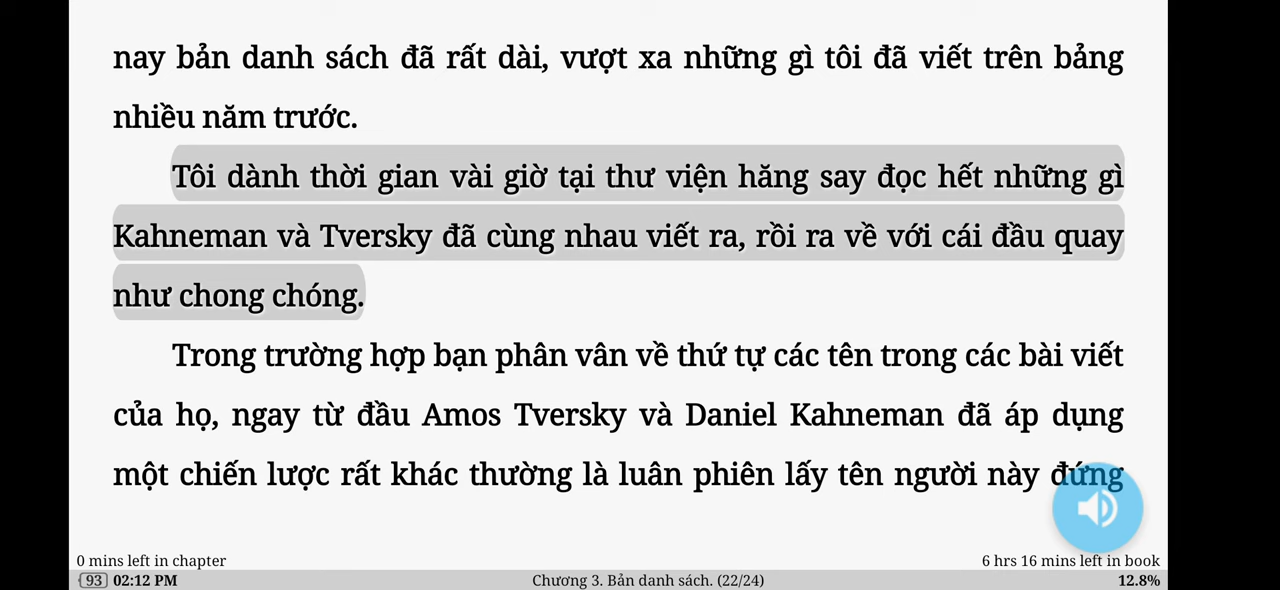 nay bản danh sách đã rất dài, vượt xa những gì tôi đã viết trên bảng
nhiều năm trước.
Tôi dành thời gian vài giờ tại thư viện hăng say đọc hết những gì
Kahneman và Tversky đã cùng nhau viết ra, rồi ra về với cái đầu quay
như chong chóng.
Trong trường hợp bạn phân vân về thứ tự các tên trong các bài viết
của họ, ngay từ đầu Amos Tversky và Daniel Kahneman đã áp dụng
một chiến lược rất khác thường là luân phiên lấy tên người này đứng
0 mins left in chapter
6 hrs 16 mins left in book
93 02:12 PM
Chương 3. Bản danh sách. (22/24)
12.8%